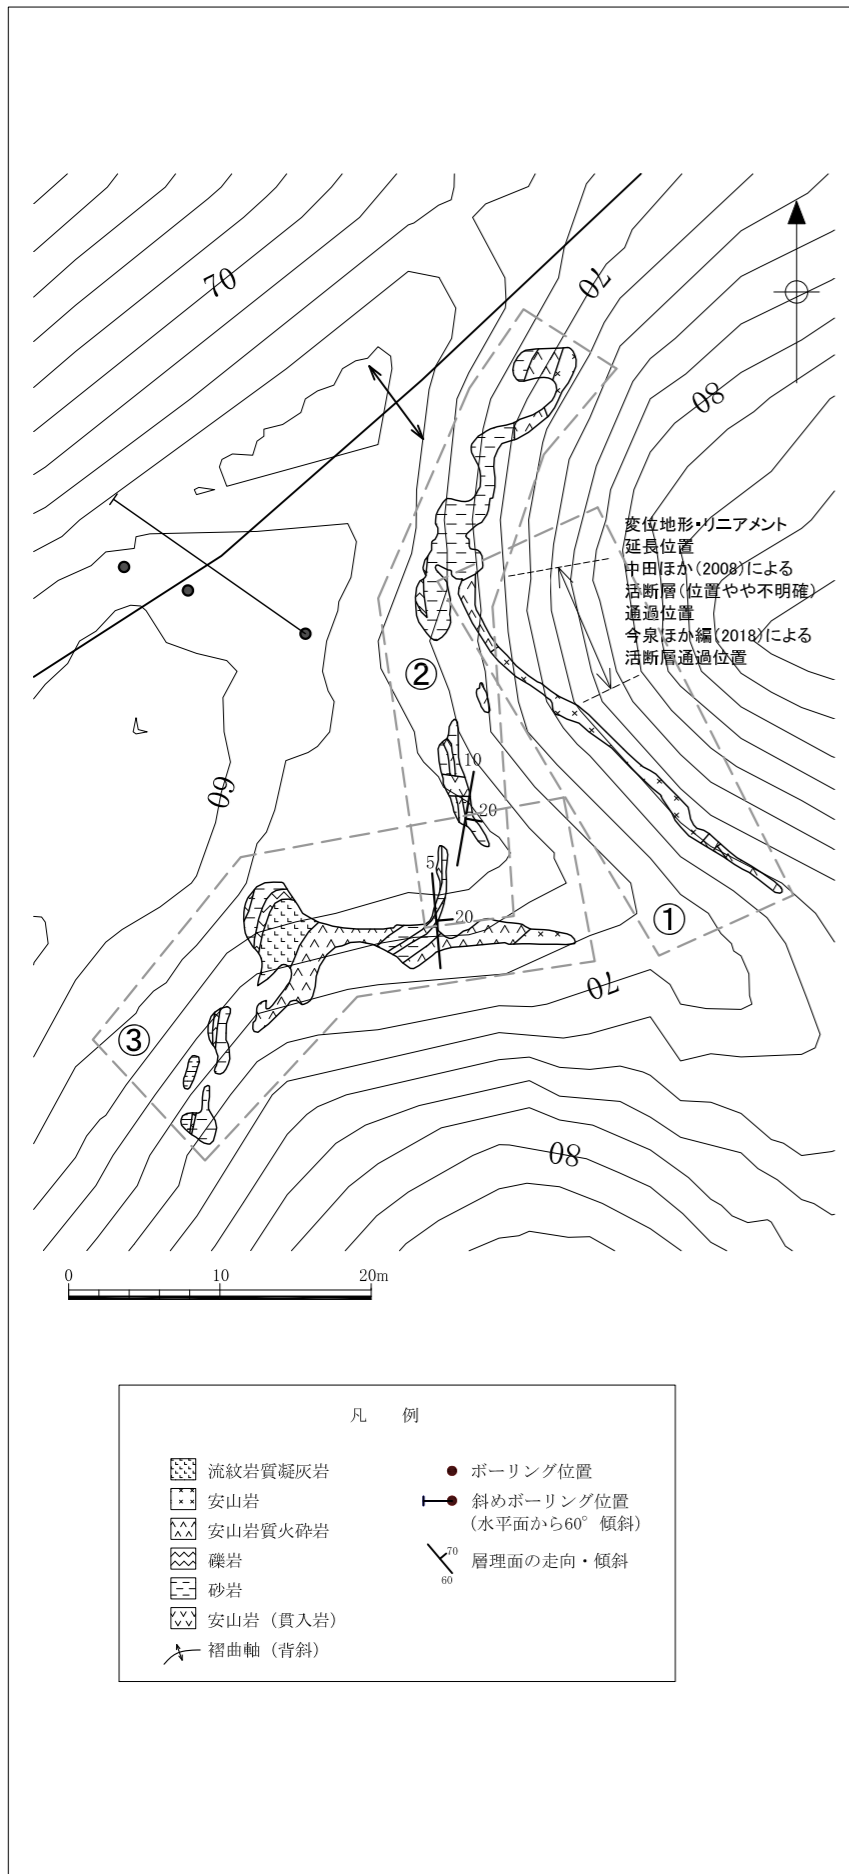 70
70
80
変位地形・リニアメント
延長位置
中田ほか(2008)による
活断層(位置やや不明確)
通過位置
今泉ほか編(2018)による
活断層通過位置
②
10
60
20
5
20
①
70
③
80
0 10 20m
凡 例
流紋岩質凝灰岩
安山岩
安山岩質火砕岩
礫岩
砂岩
安山岩（貫入岩）
褶曲軸（背斜）
ボーリング位置
斜めボーリング位置
(水平面から60°傾斜)
70
60
層理面の走向・傾斜